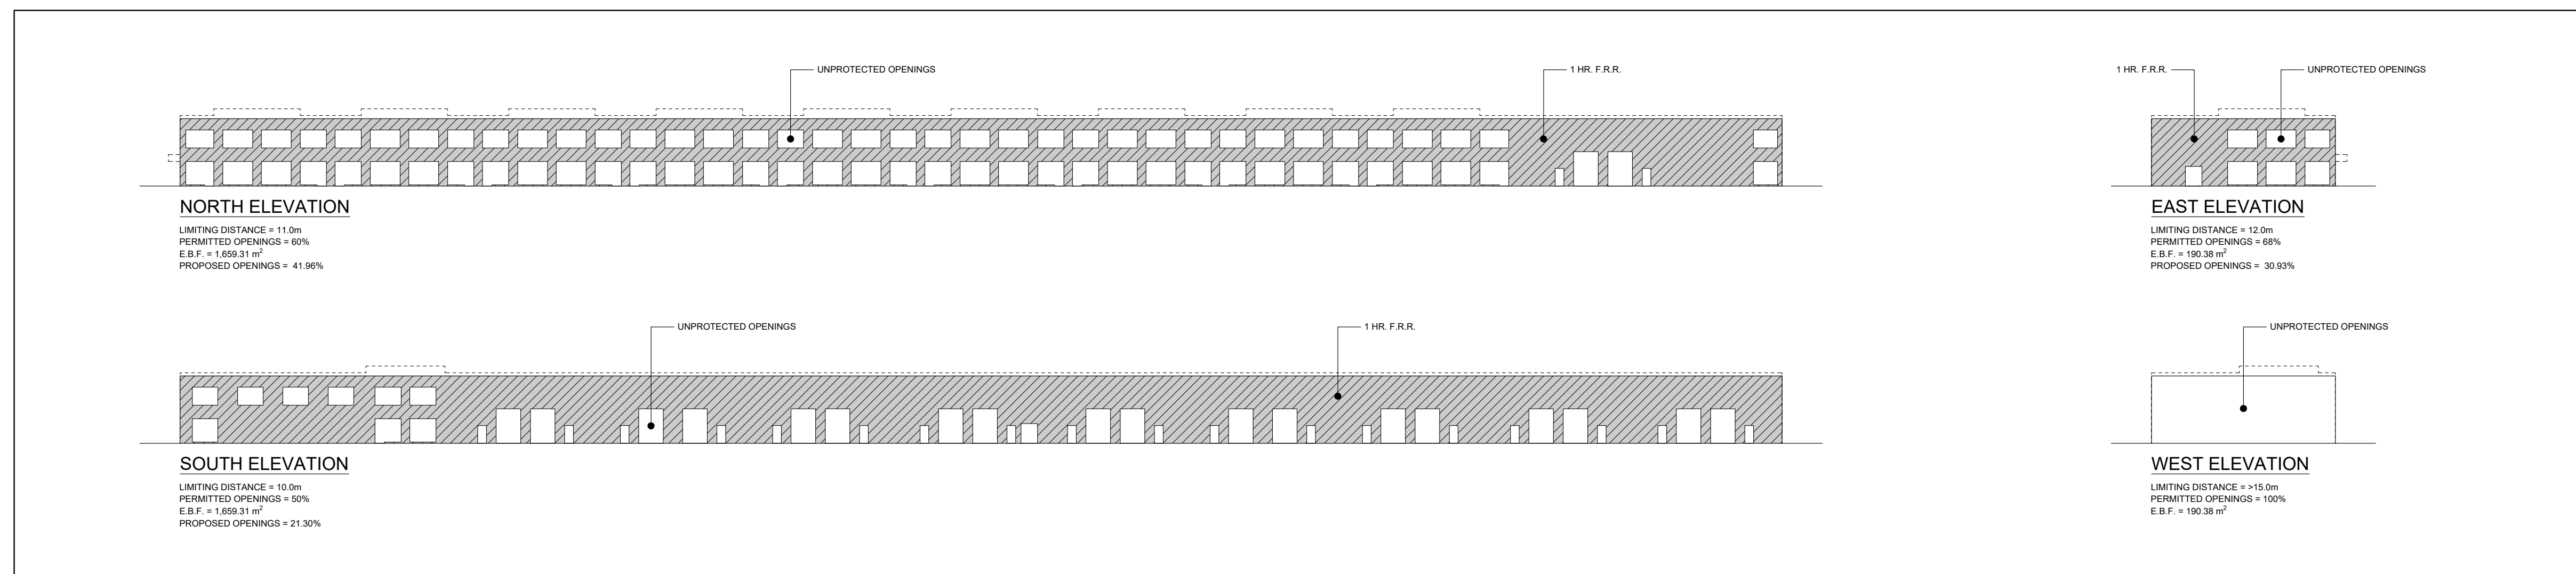 UNPROTECTED OPENINGS
1 HR. F.R.R.
NORTH ELEVATION
LIMITING DISTANCE = 11.0m
PERMITTED OPENINGS = 60%
E.B.F. = 1,659.31 m²
PROPOSED OPENINGS = 41.96%
1 HR. F.R.R.
UNPROTECTED OPENINGS
EAST ELEVATION
LIMITING DISTANCE = 12.0m
PERMITTED OPENINGS = 68%
E.B.F. = 190.38 m²
PROPOSED OPENINGS = 30.93%
UNPROTECTED OPENINGS
1 HR. F.R.R.
SOUTH ELEVATION
LIMITING DISTANCE = 10.0m
PERMITTED OPENINGS = 50%
E.B.F. = 1,659.31 m²
PROPOSED OPENINGS = 21.30%
UNPROTECTED OPENINGS
WEST ELEVATION
LIMITING DISTANCE = >15.0m
PERMITTED OPENINGS = 100%
E.B.F. = 190.38 m²